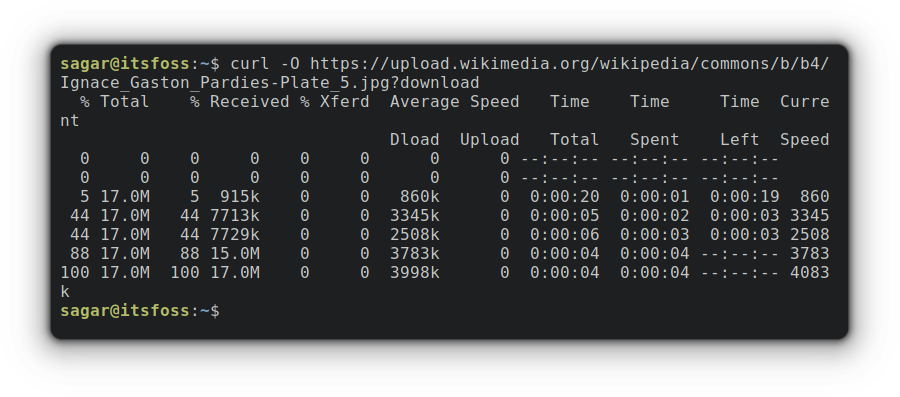 sagar@itsfoss:~$ curl -O https://upload.wikimedia.org/wikipedia/commons/b/b4/
Ignace_Gaston_Pardies-Plate_5.jpg?download
  % Total    % Received % Xferd  Average Speed   Time    Time     Time  Curre
nt
                                 Dload  Upload   Total   Spent    Left  Speed
  0     0    0     0    0     0      0      0 --:--:-- --:--:-- --:--:--
  0     0    0     0    0     0      0      0 --:--:-- --:--:-- --:--:--
  5 17.0M    5  915k    0     0   860k      0  0:00:20  0:00:01  0:00:19  860
 44 17.0M   44 7713k    0     0  3345k      0  0:00:05  0:00:02  0:00:03 3345
 44 17.0M   44 7729k    0     0  2508k      0  0:00:06  0:00:03  0:00:03 2508
 88 17.0M   88 15.0M    0     0  3783k      0  0:00:04  0:00:04 --:--:-- 3783
100 17.0M  100 17.0M    0     0  3998k      0  0:00:04  0:00:04 --:--:-- 4083
k
sagar@itsfoss:~$